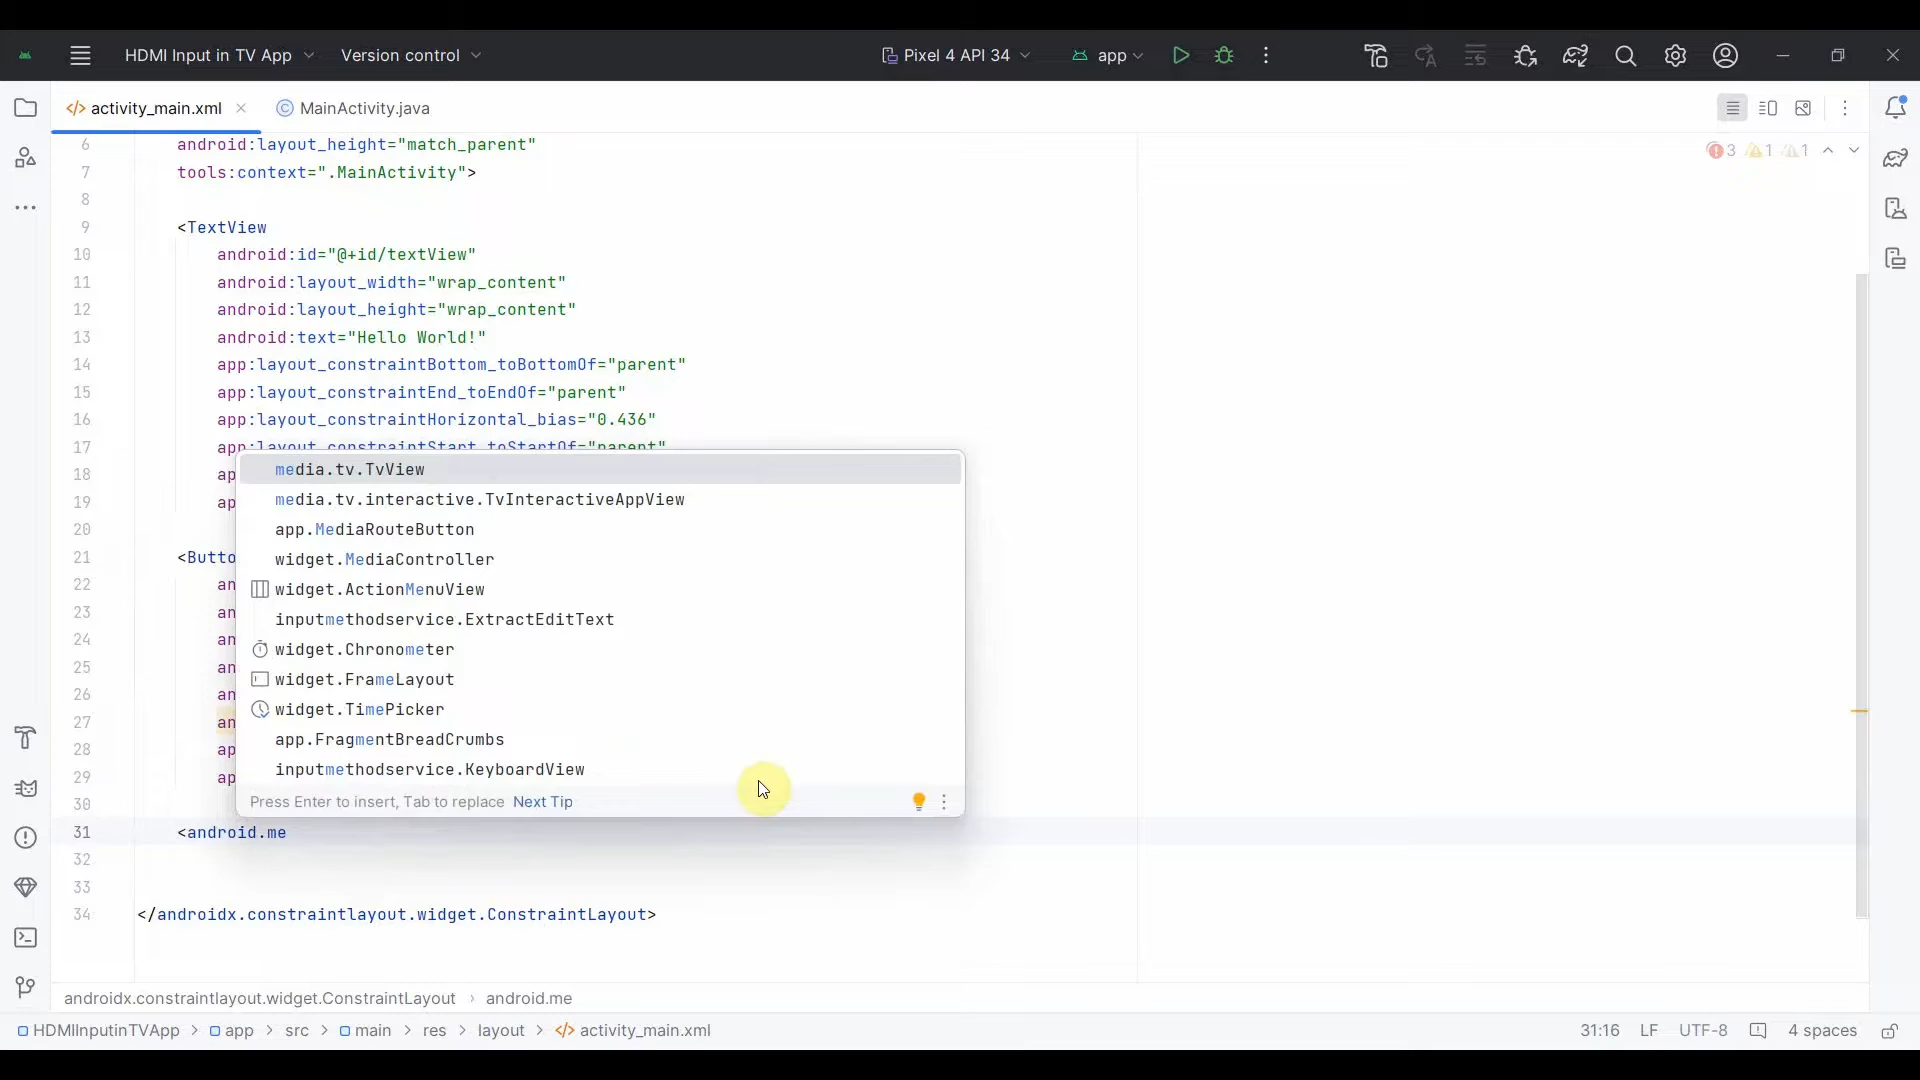 HDMI Input in TV App
Version control
Pixel 4 API 34
app
activity_main.xml
MainActivity.java
3 1 1
6 android:layout_height="match_parent"
7 tools:context=".MainActivity">
8
9 <TextView
10 android:id="@+id/textView"
11 android:layout_width="wrap_content"
12 android:layout_height="wrap_content"
13 android:text="Hello World!"
14 app:layout_constraintBottom_toBottomOf="parent"
15 app:layout_constraintEnd_toEndOf="parent"
16 app:layout_constraintHorizontal_bias="0.436"
17 app:layout_constraintStart_toStartOf="parent"
18 ap
19 ap
20
21 <Butto
22 an
23 an
24 an
25 an
26 an
27 an
28 ap
29 ap
30
media.tv.TvView
media.tv.interactive.TvInteractiveAppView
app.MediaRouteButton
widget.MediaController
widget.ActionMenuView
inputmethodservice.ExtractEditText
widget.Chronometer
widget.FrameLayout
widget.TimePicker
app.FragmentBreadCrumbs
inputmethodservice.KeyboardView
Press Enter to insert, Tab to replace Next Tip
31 <android.me
32
33
34 </androidx.constraintlayout.widget.ConstraintLayout>
androidx.constraintlayout.widget.ConstraintLayout › android.me
HDMIInputinTVApp > app > src > main > res > layout > activity_main.xml
31:16 LF UTF-8 4 spaces